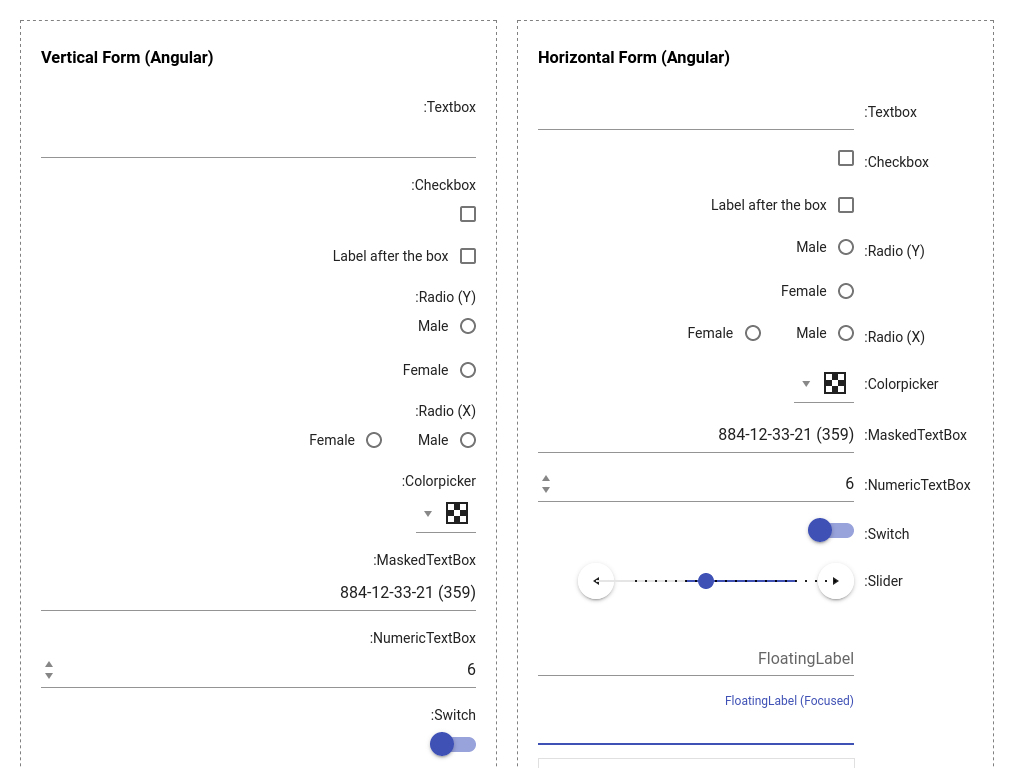 Vertical Form (Angular)
:Textbox
:Checkbox
Label after the box
:Radio (Y)
Male
Female
:Radio (X)
Female Male
:Colorpicker
:MaskedTextBox
884-12-33-21 (359)
:NumericTextBox
6
:Switch
Horizontal Form (Angular)
:Textbox
:Checkbox
Label after the box
Male :Radio (Y)
Female
Female Male :Radio (X)
:Colorpicker
884-12-33-21 (359) :MaskedTextBox
6 :NumericTextBox
:Switch
:Slider
FloatingLabel
FloatingLabel (Focused)